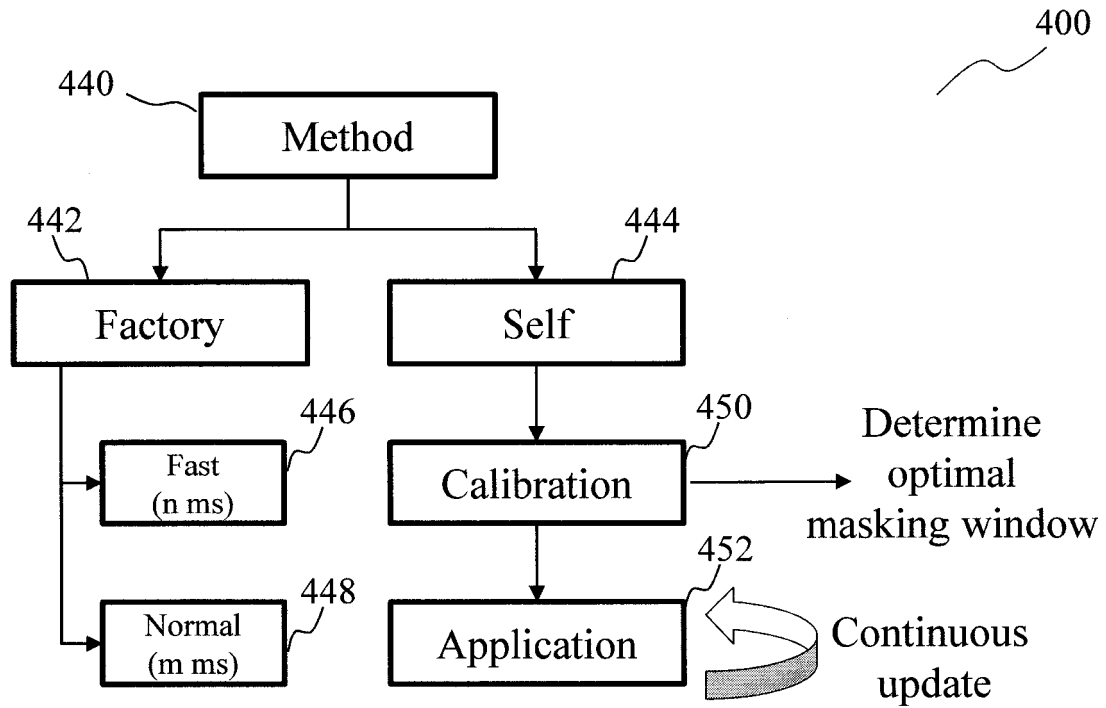 400
440
Method
442
444
Factory
Self
446
450
Fast
(n ms)
Calibration
Determine
optimal
masking window
448
452
Normal
(m ms)
Application
Continuous
update